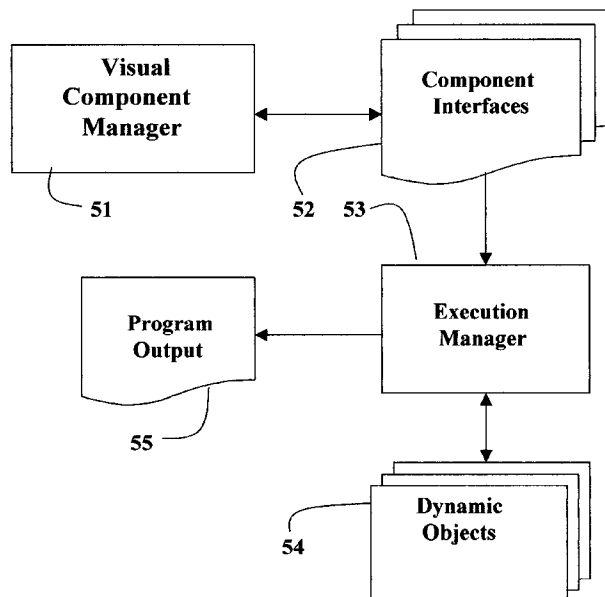 Visual
Component
Manager
Component
Interfaces
51
52
53
Program
Output
Execution
Manager
55
Dynamic
Objects
54